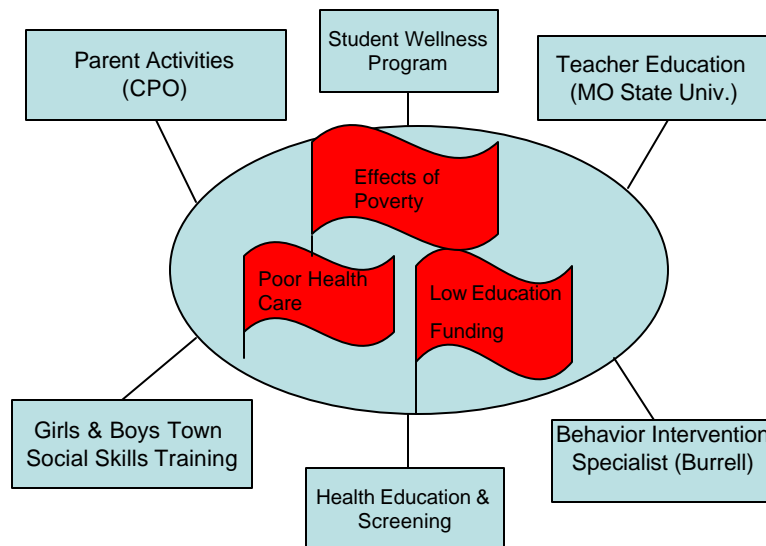 Student Wellness
Program
Parent Activities
(CPO)
Teacher Education
(MO State Univ.)
Effects of
Poverty
Poor Health
Care
Low Education
Funding
Girls & Boys Town
Social Skills Training
Behavior Intervention
Specialist (Burrell)
Health Education &
Screening